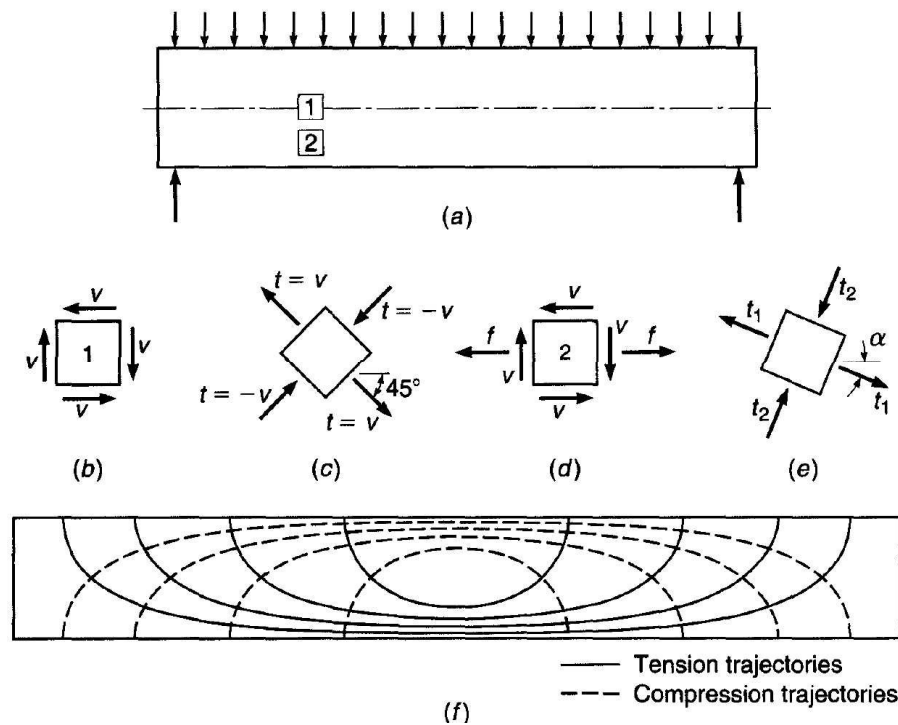 1
2
(a)
v
v
1
v
v
(b)
t = v
t = −v
t = −v
45°
t = v
(c)
v
f
v
2
v
f
v
(d)
t₂
t₁
α
t₂
t₁
(e)
Tension trajectories
Compression trajectories
(f)